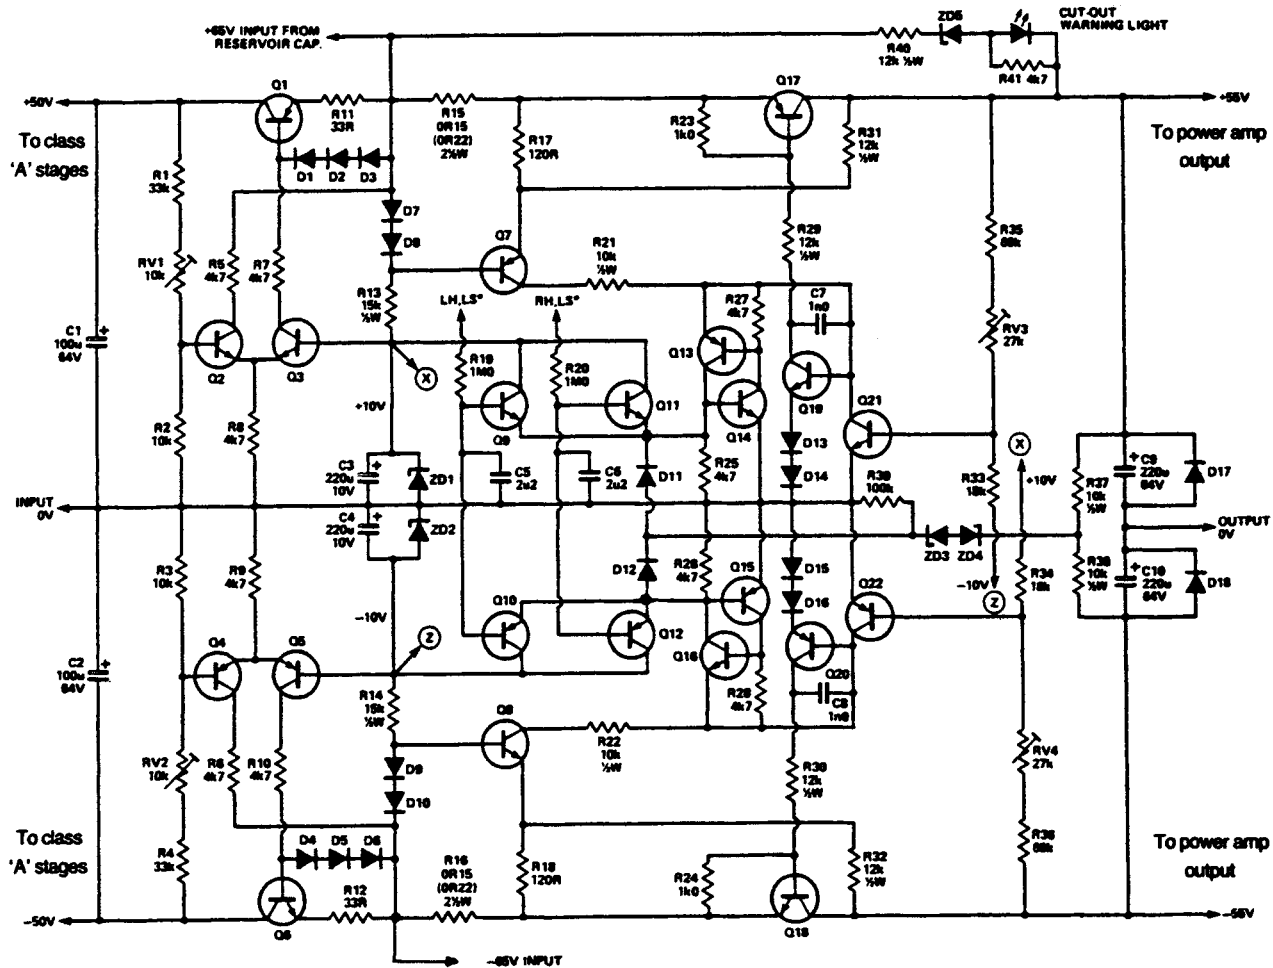 ZD5
CUT-OUT
WARNING LIGHT
+65V INPUT FROM
RESERVOIR CAP.
R40
12k ½W
R41 4k7
Q1
Q17
+50V
+55V
R11
33R
R15
0R15
(0R22)
2½W
R17
120R
R23
1k0
R31
12k
½W
To class
'A' stages
To power amp
output
D1
D2
D3
R1
33k
D7
D8
Q7
R21
10k
½W
R29
12k
½W
R35
68k
RV1
10k
R5
4k7
R7
4k7
R13
15k
½W
LH,LS*
RH,LS*
R27
4k7
C7
1n0
RV3
27k
C1
100u
64V
+
Q2
Q3
X
R19
1M0
R20
1M0
Q13
Q9
Q11
Q14
Q19
Q21
+10V
R2
10k
R8
4k7
C3
220u
10V
+
ZD1
C5
2u2
C6
2u2
D11
R25
4k7
D13
D14
R39
100k
R33
18k
X
+10V
R37
10k
½W
C9
220u
64V
+
D17
INPUT
0V
C4
220u
10V
+
ZD2
ZD3
ZD4
OUTPUT
0V
R3
10k
R9
4k7
D12
R26
4k7
Q15
D15
D16
Q22
-10V
Z
R34
18k
R38
10k
½W
C10
220u
64V
+
D18
-10V
Q10
Q12
Q16
Q4
Q5
Z
C2
100u
64V
+
R14
15k
½W
Q8
R28
4k7
Q20
C8
1n0
RV2
10k
R6
4k7
R10
4k7
D9
D10
R22
10k
½W
R30
12k
½W
RV4
27k
To class
'A' stages
R4
33k
D4
D5
D6
R16
0R15
(0R22)
2½W
R18
120R
R24
1k0
R32
12k
½W
R36
68k
To power amp
output
R12
33R
-50V
-55V
Q6
Q18
-65V INPUT